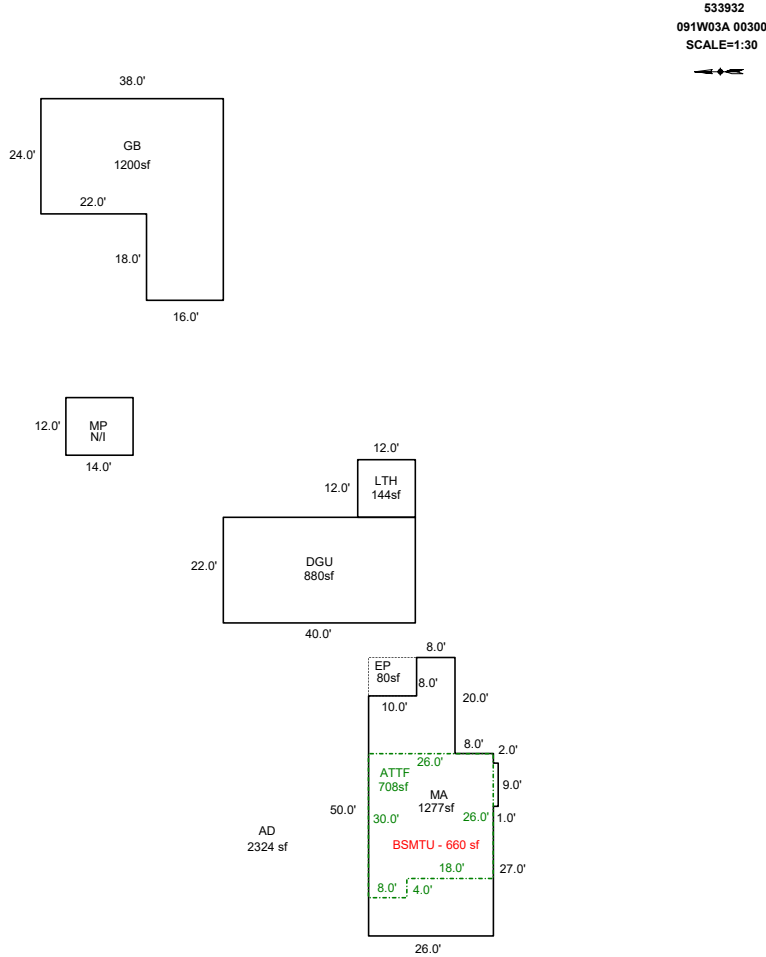 533932
091W03A 00300
SCALE=1:30
38.0'
24.0'
GB
1200sf
22.0'
18.0'
16.0'
12.0'
MP
N/I
14.0'
12.0'
12.0'
LTH
144sf
22.0'
DGU
880sf
40.0'
8.0'
EP
80sf
8.0'
10.0'
20.0'
8.0'
2.0'
26.0'
ATTF
708sf
9.0'
MA
1277sf
50.0'
30.0'
26.0'
1.0'
AD
2324 sf
BSMTU - 660 sf
18.0'
27.0'
8.0'
4.0'
26.0'